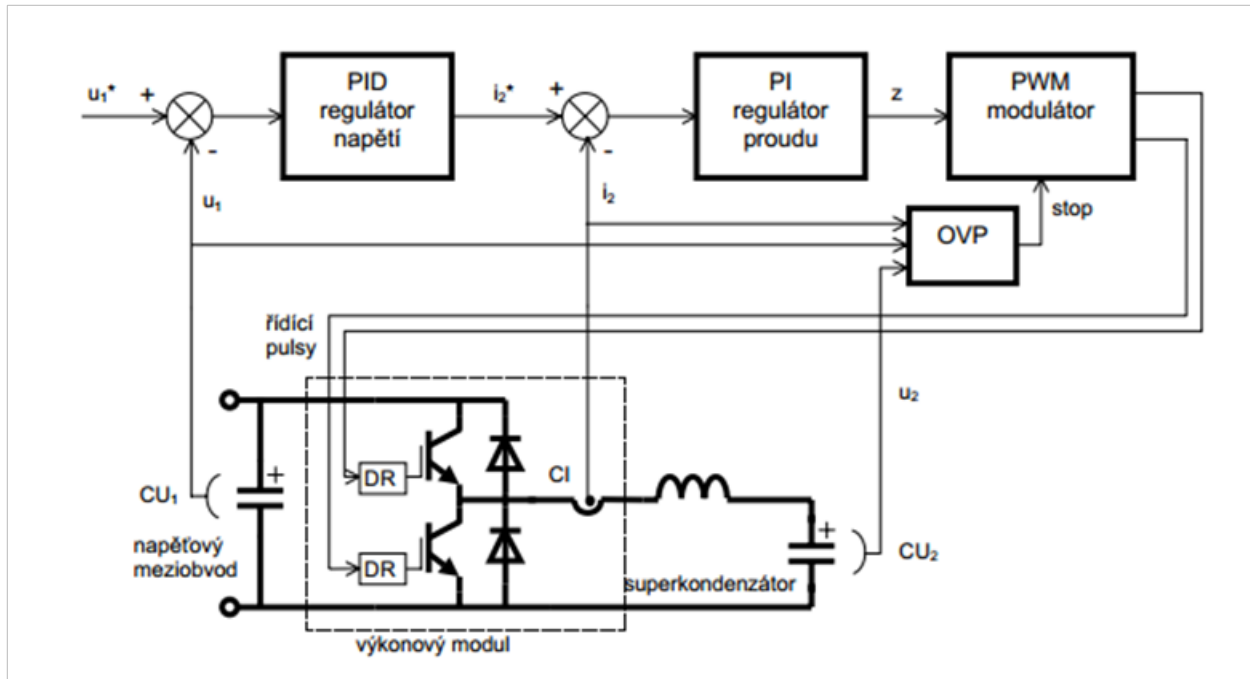 u₁*
+
-
PID
regulátor
napětí
i₂*
+
-
PI
regulátor
proudu
z
PWM
modulátor
u₁
i₂
stop
OVP
řídící
pulsy
u₂
DR
CI
CU₁
+
napěťový
meziobvod
DR
+
CU₂
superkondenzátor
výkonový modul